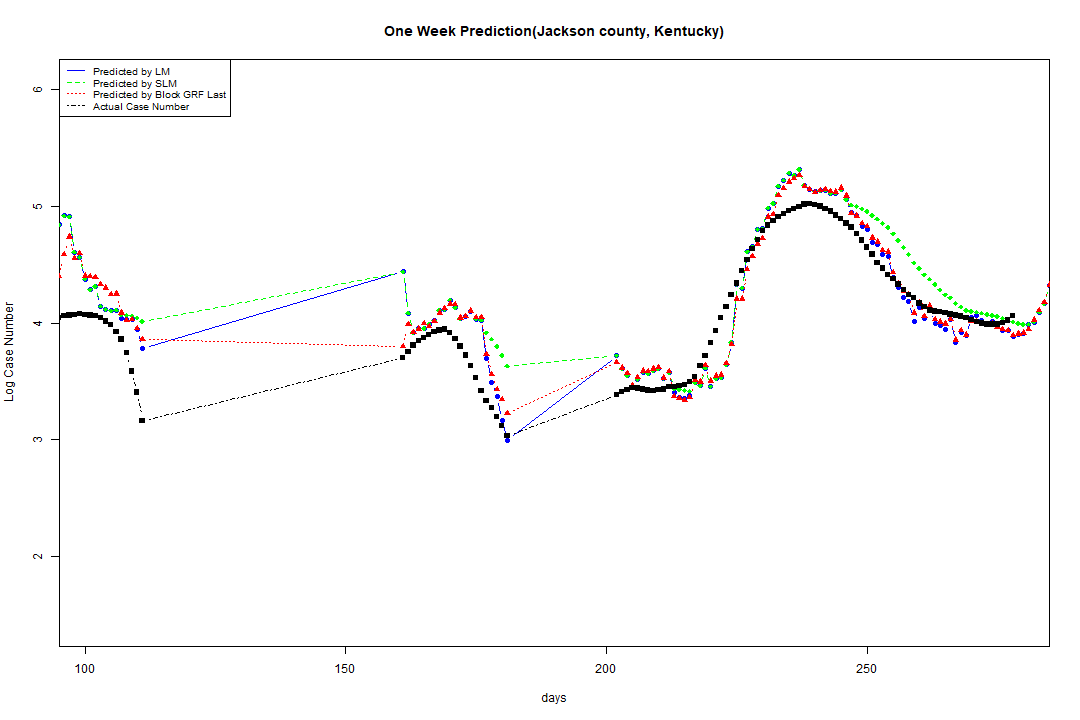 One Week Prediction(Jackson county, Kentucky)
Predicted by LM
Predicted by SLM
Predicted by Block GRF Last
Actual Case Number
6
5
4
3
2
Log Case Number
100 150 200 250
days